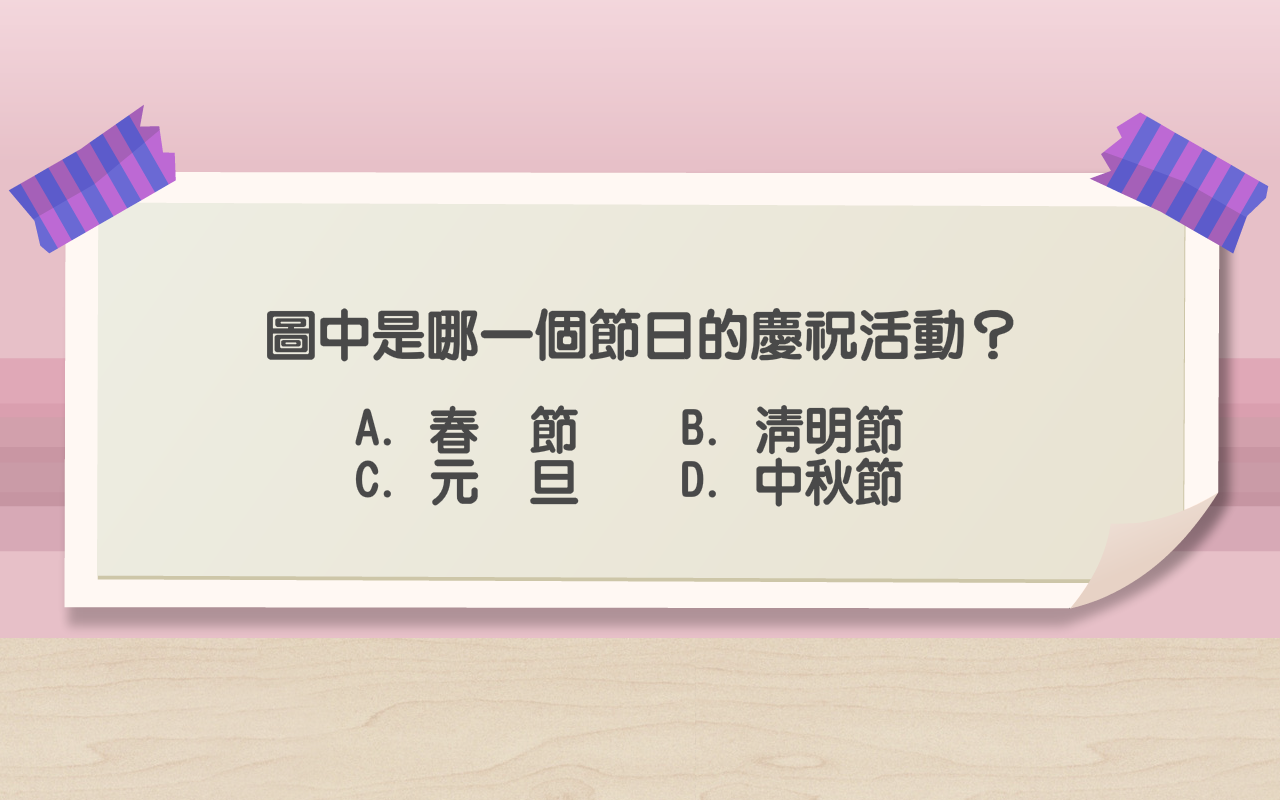 圖中是哪一個節日的慶祝活動？
A. 春　節　　B. 清明節
C. 元　旦　　D. 中秋節